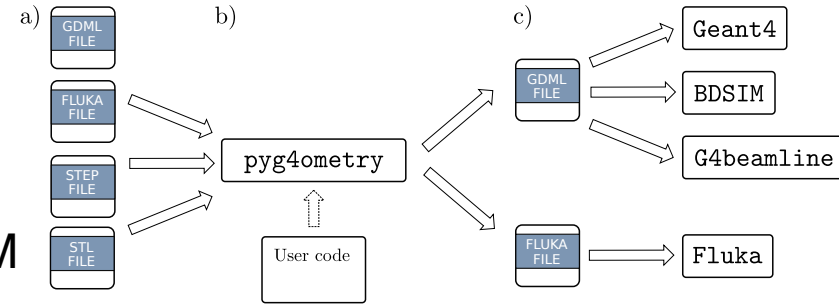 a)
GDML
FILE
FLUKA
FILE
STEP
FILE
STL
FILE
M
b)
pyg4ometry
User code
c)
GDML
FILE
Geant4
BDSIM
G4beamline
FLUKA
FILE
Fluka